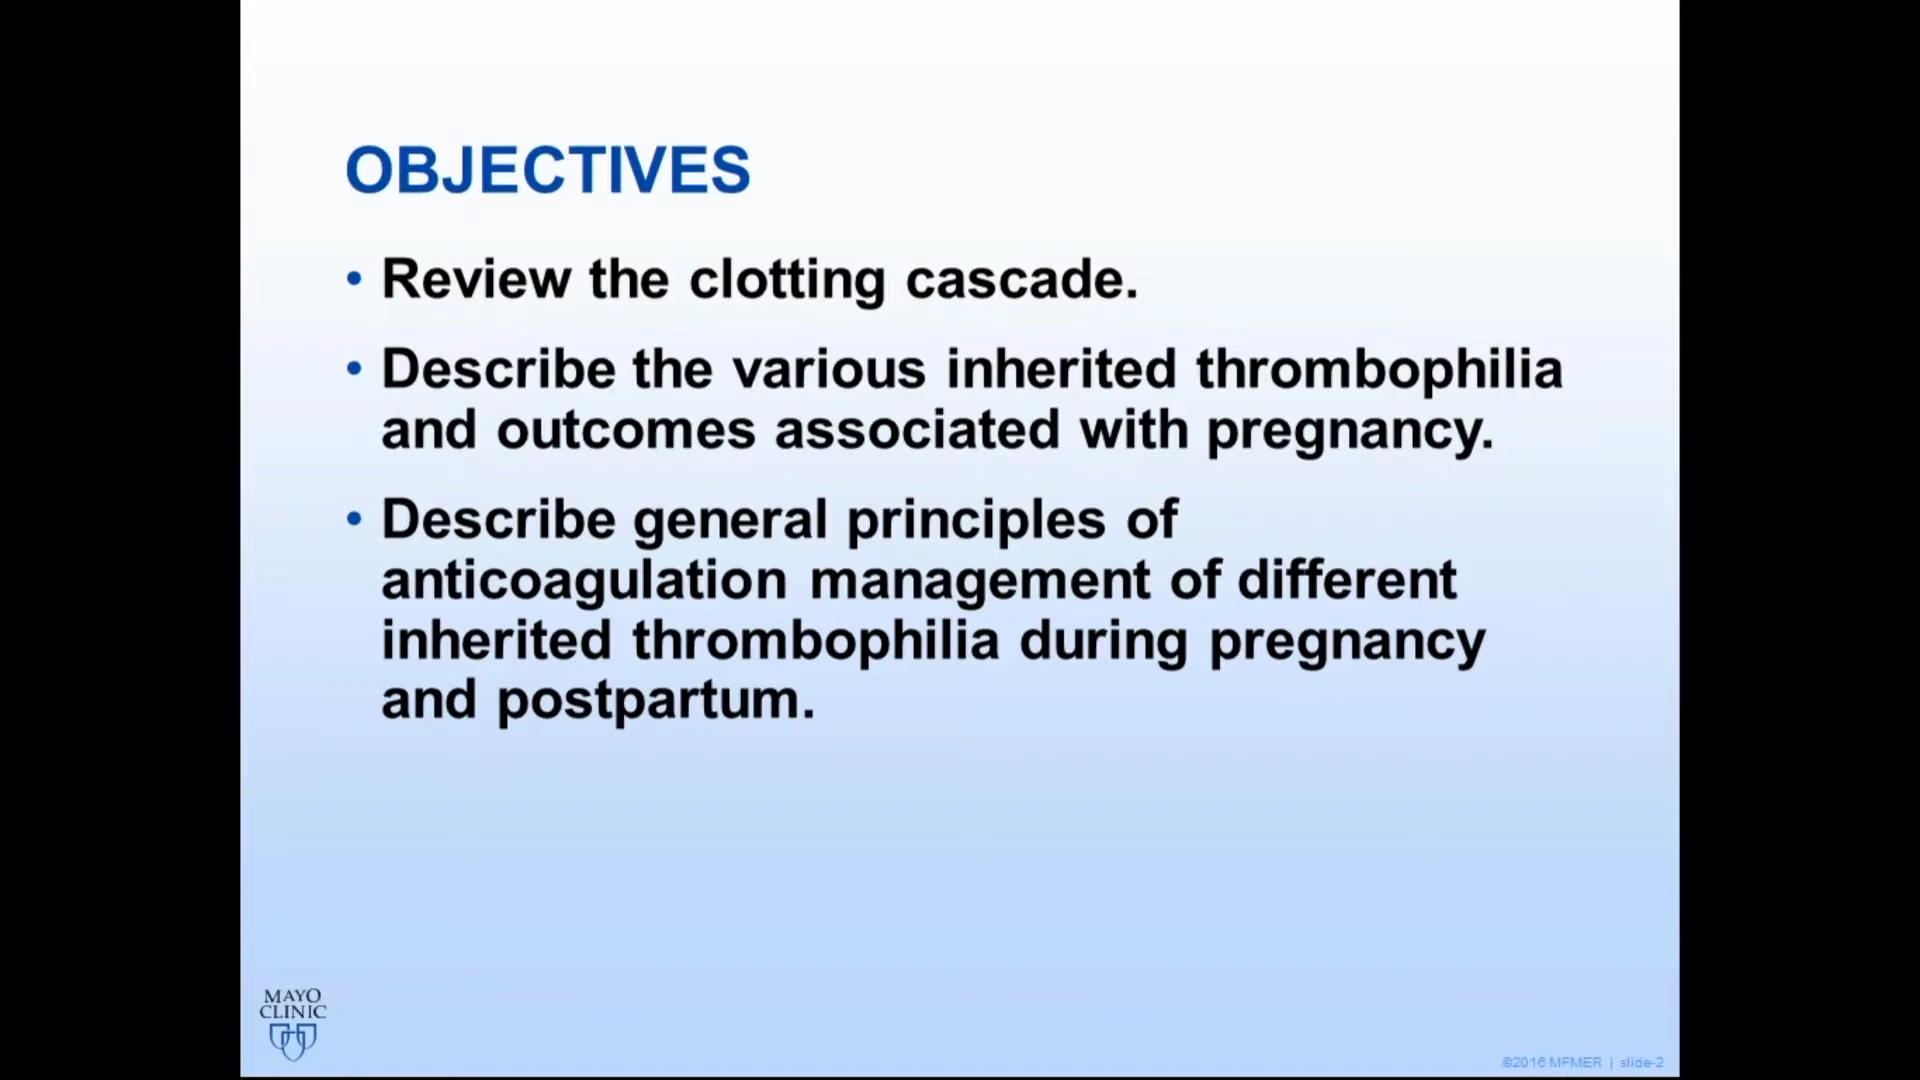 OBJECTIVES
• Review the clotting cascade.
• Describe the various inherited thrombophilia
and outcomes associated with pregnancy.
• Describe general principles of
anticoagulation management of different
inherited thrombophilia during pregnancy
and postpartum.
MAYO
CLINIC
©2016 MFMER | slide-2